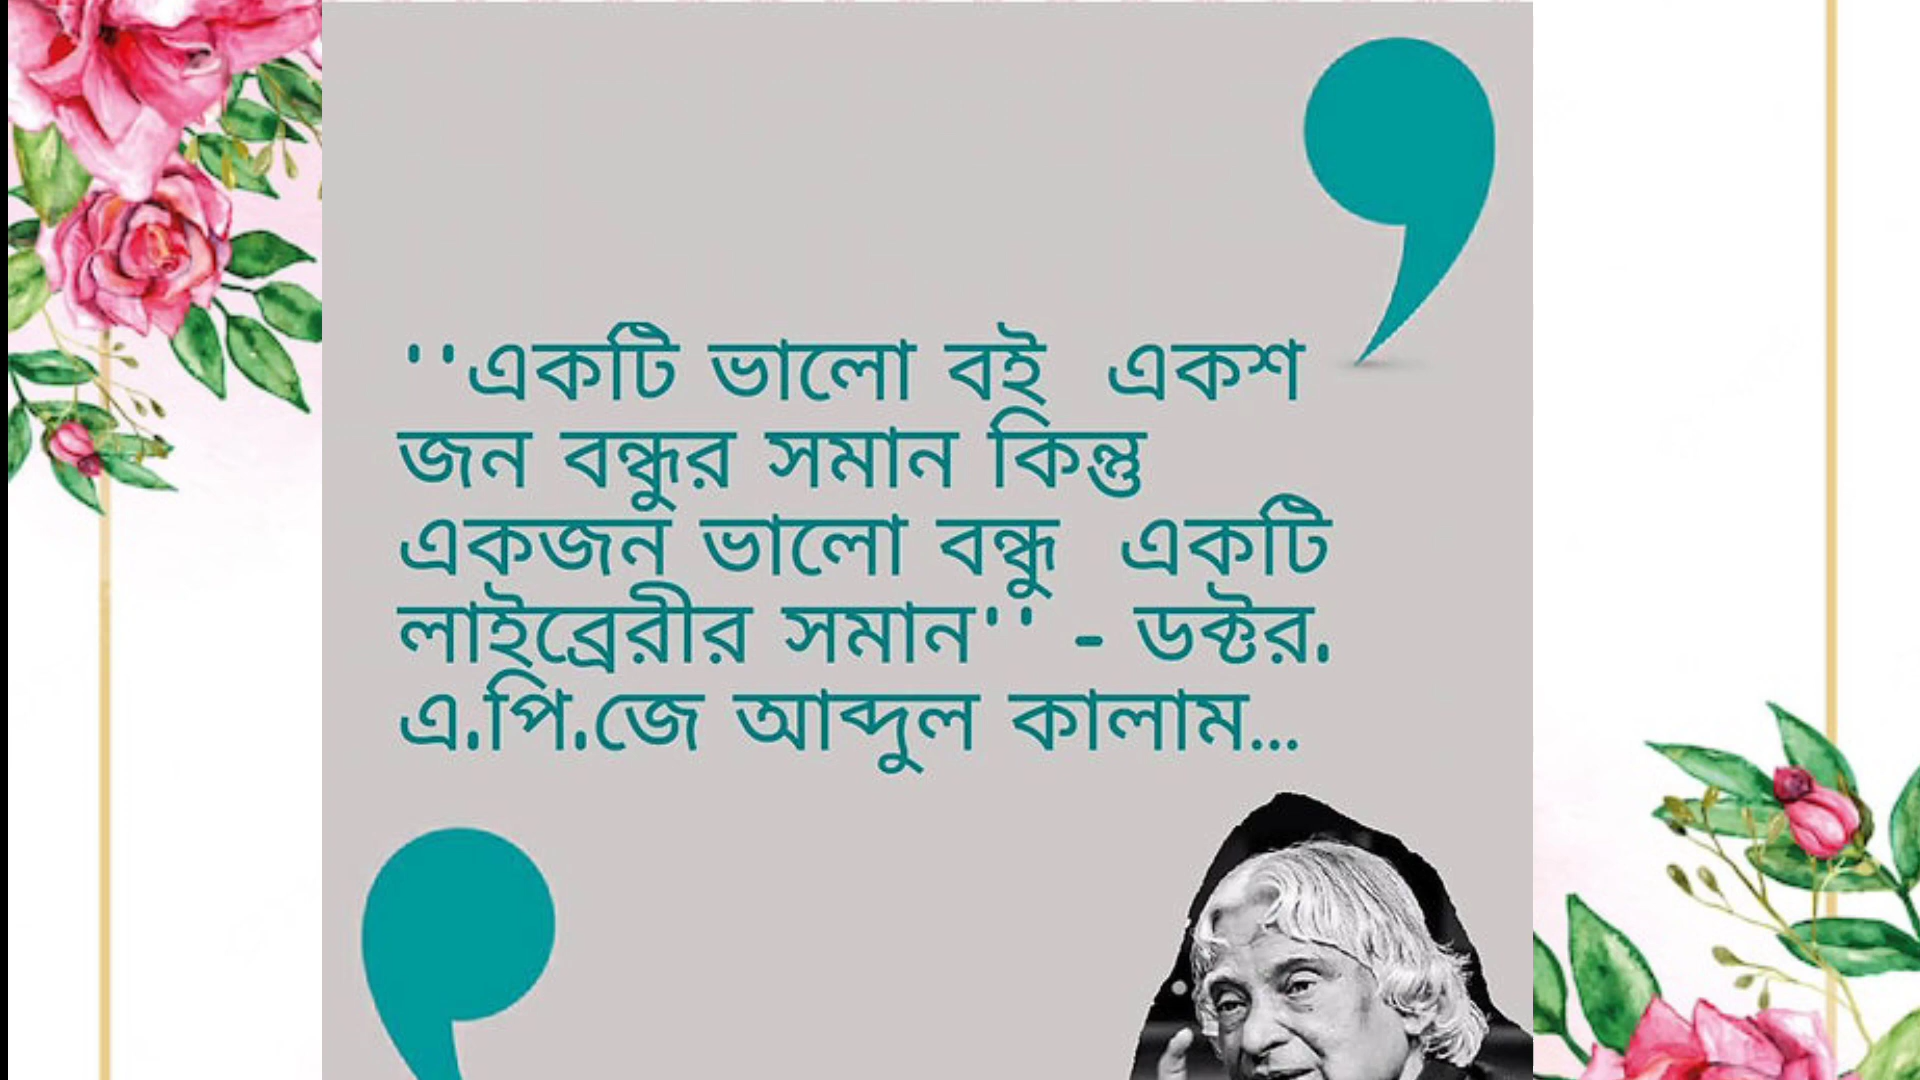 ''একটি ভালো বই  একশ
জন বন্ধুর সমান কিন্তু
একজন ভালো বন্ধু  একটি
লাইব্রেরীর সমান'' - ডক্টর.
এ.পি.জে আব্দুল কালাম...